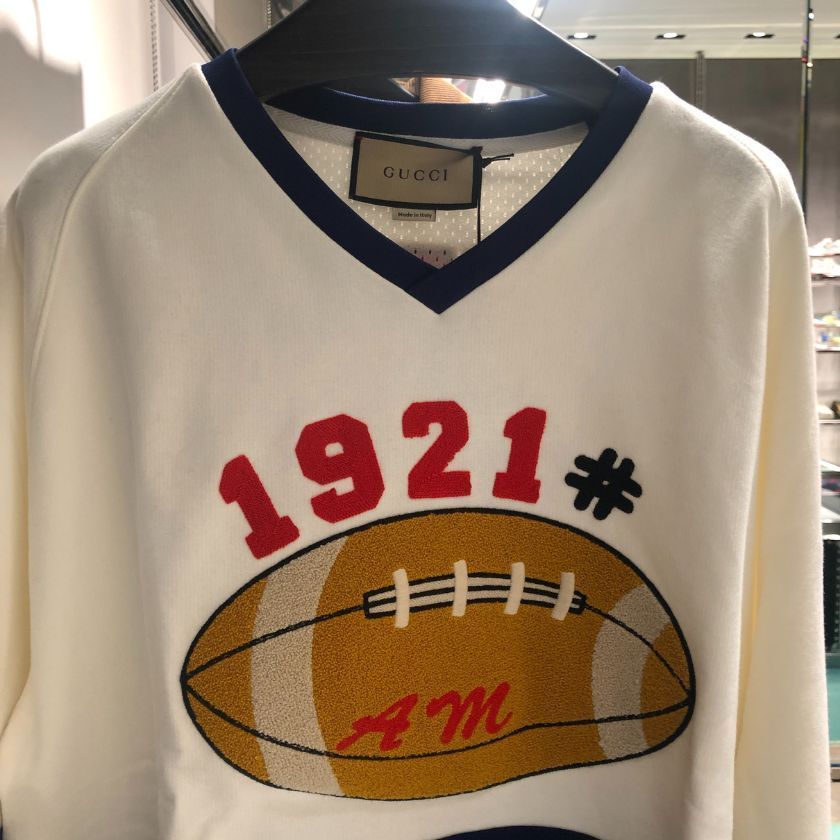 GUCCI
Made in Italy
1921#
AM